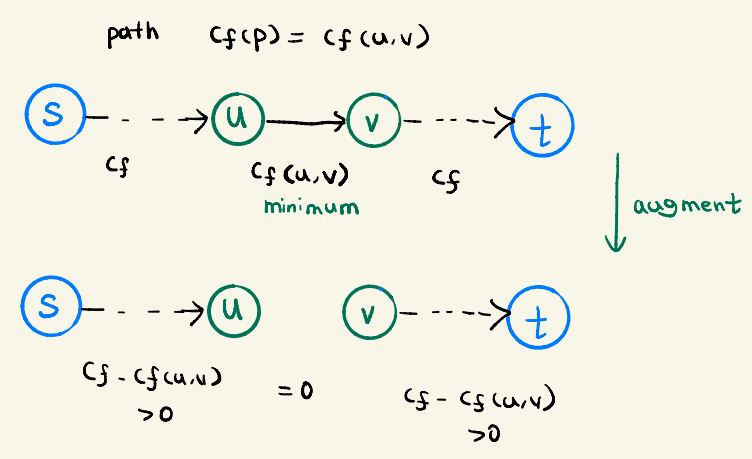 path Cf(p) = Cf(u,v)
S u v t
Cf Cf(u,v) Cf
minimum
augment
S u v t
Cf - Cf(u,v) = 0 Cf - Cf(u,v)
>0 >0